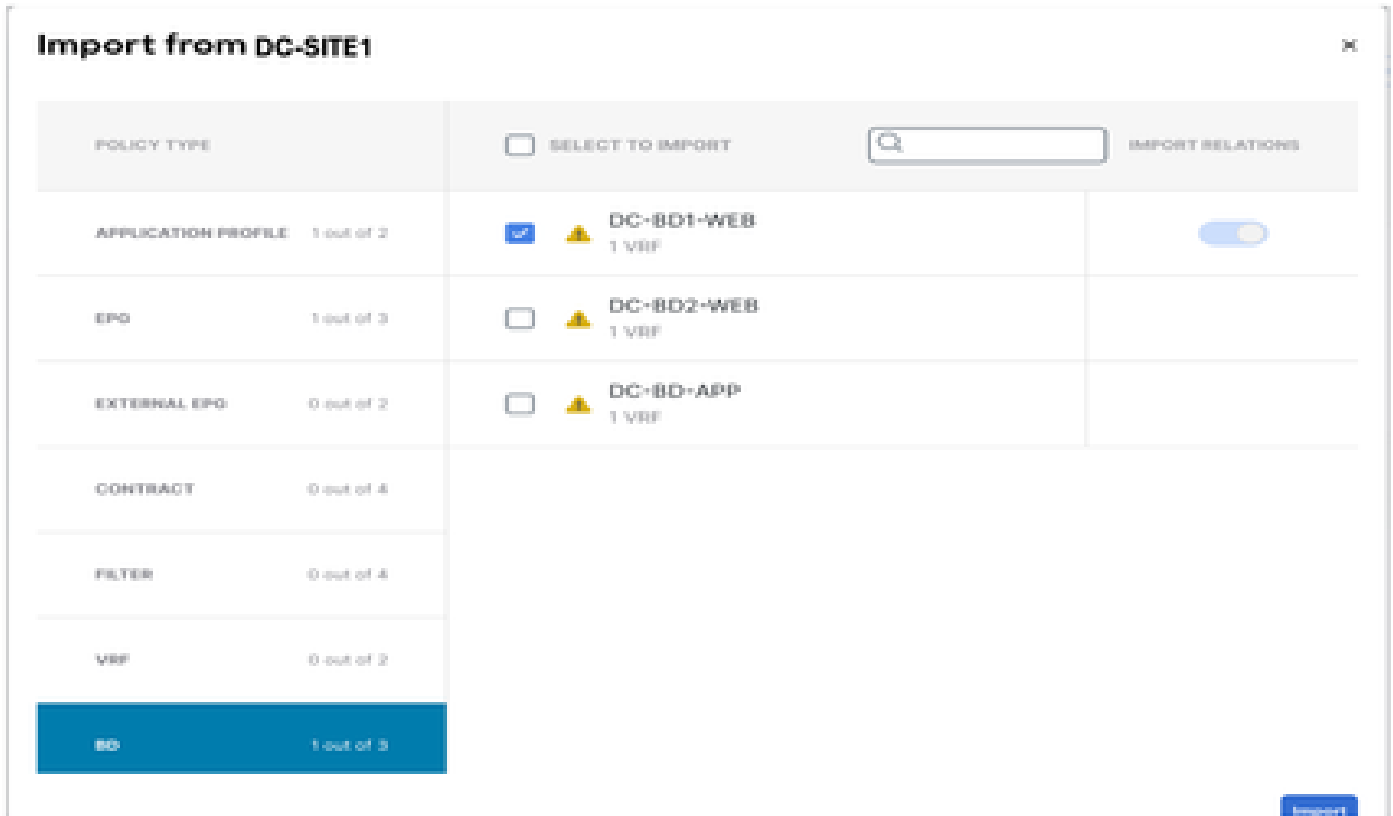 Import from DC-SITE1
POLICY TYPE
SELECT TO IMPORT
IMPORT RELATIONS
APPLICATION PROFILE 1 out of 2
DC-BD1-WEB
1 VRF
EPG 1 out of 3
DC-BD2-WEB
1 VRF
EXTERNAL EPG 0 out of 2
DC-BD-APP
1 VRF
CONTRACT 0 out of 4
FILTER 0 out of 4
VRF 0 out of 2
BD 1 out of 3
Import